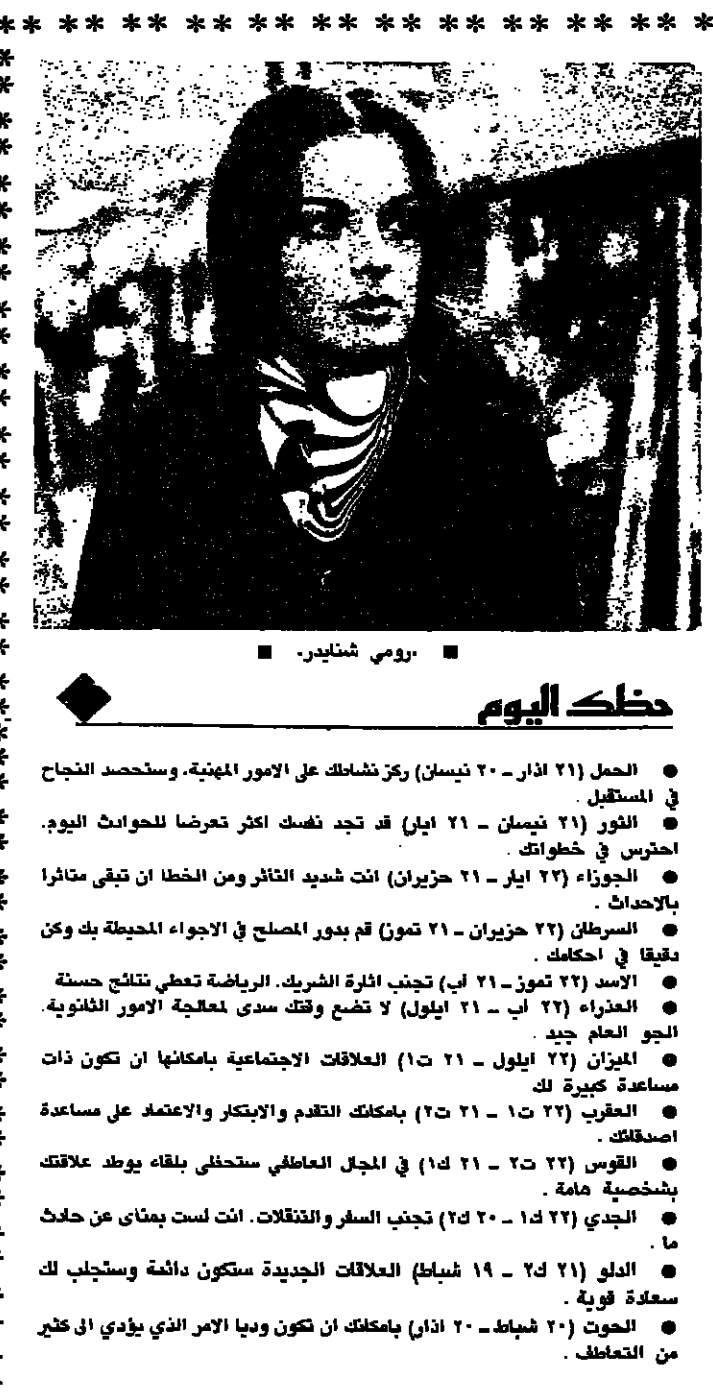 ■ .رومي شنايدر. ■
حظك اليوم
● الحمل (٢١ اذار ـ ٢٠ نيسان) ركز نشاطك على الامور المهنية، وستحصد النجاح
في المستقبل .
● الثور (٢١ نيسان ـ ٢١ ايار) قد تجد نفسك اكثر تعرضا للحوادث اليوم.
احترس في خطواتك .
● الجوزاء (٢٢ ايار ـ ٢١ حزيران) انت شديد التأثر ومن الخطا ان تبقى متاثرا
بالاحداث .
● السرطان (٢٢ حزيران ـ ٢١ تموز) قم بدور المصلح في الاجواء المحيطة بك وكن
دقيقا في احكامك .
● الاسد (٢٢ تموز ـ ٢١ أب) تجنب اثارة الشريك. الرياضة تعطي نتائج حسنة
● العذراء (٢٢ أب ـ ٢١ ايلول) لا تضع وقتك سدى لمعالجة الامور الثانوية.
الجو العام جيد .
● الميزان (٢٢ ايلول ـ ٢١ ت١) العلاقات الاجتماعية بامكانها ان تكون ذات
مساعدة كبيرة لك
● العقرب (٢٢ ت١ ـ ٢١ ت٢) بامكانك التقدم والابتكار والاعتماد على مساعدة
اصدقائك .
● القوس (٢٢ ت٢ ـ ٢١ ك١) في المجال العاطفي ستحظى بلقاء يوطد علاقتك
بشخصية هامة .
● الجدي (٢٢ ك١ ـ ٢٠ ك٢) تجنب السفر والتنقلات. انت لست بمنأى عن حادث
ما .
● الدلو (٢١ ك٢ ـ ١٩ شباط) العلاقات الجديدة ستكون دائمة وستجلب لك
سعادة قوية .
● الحوت (٢٠ شباط ـ ٢٠ اذار) بامكانك ان تكون وديا الامر الذي يؤدي الى كثير
من التعاطف .